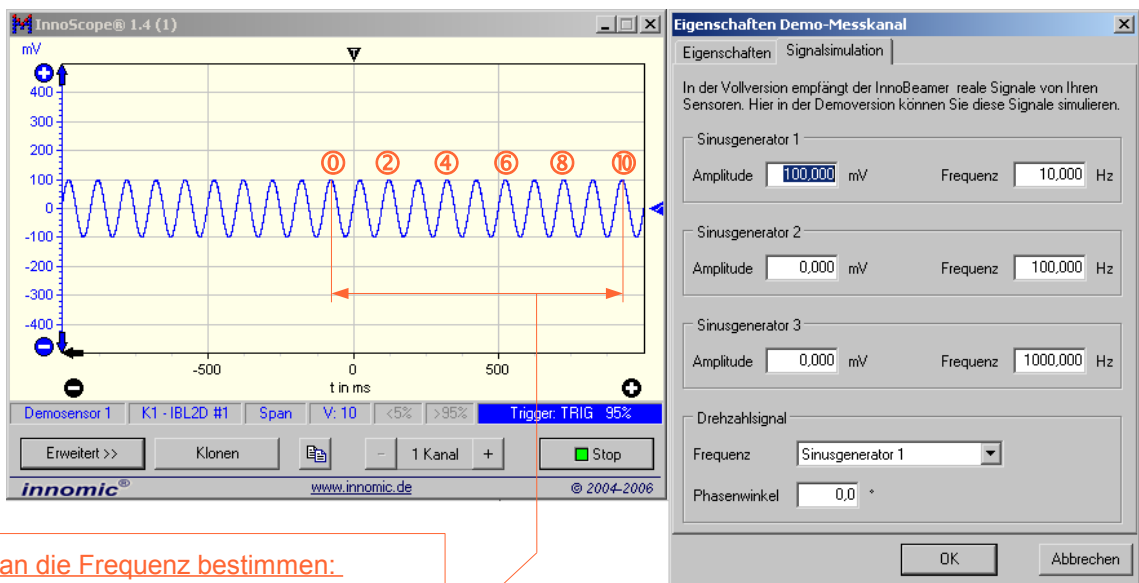 InnoScope® 1.4 (1)
mV
400
300
200
100
0
-100
-200
-300
-400
⓪ ② ④ ⑥ ⑧ ⑩
-500 0 500
t in ms
Demosensor 1 K1 - IBL2D #1 Span V: 10 <5% >95% Trigger: TRIG 95%
Erweitert >> Klonen - 1 Kanal + Stop
innomic® www.innomic.de © 2004-2006
an die Frequenz bestimmen:
Eigenschaften Demo-Messkanal
Eigenschaften Signalsimulation
In der Vollversion empfängt der InnoBeamer reale Signale von Ihren
Sensoren. Hier in der Demoversion können Sie diese Signale simulieren.
Sinusgenerator 1
Amplitude 100,000 mV Frequenz 10,000 Hz
Sinusgenerator 2
Amplitude 0,000 mV Frequenz 100,000 Hz
Sinusgenerator 3
Amplitude 0,000 mV Frequenz 1000,000 Hz
Drehzahlsignal
Frequenz Sinusgenerator 1
Phasenwinkel 0,0 °
OK Abbrechen